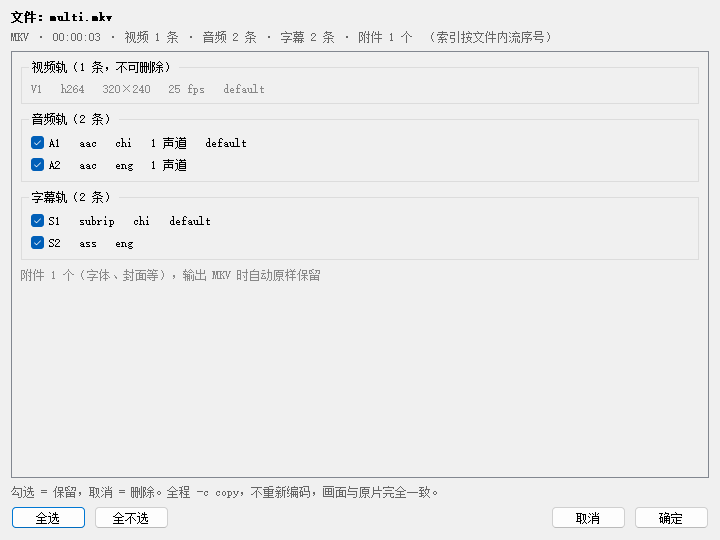 文件：multi.mkv
MKV · 00:00:03 · 视频 1 条 · 音频 2 条 · 字幕 2 条 · 附件 1 个 （索引按文件内流序号）
视频轨（1 条，不可删除）
V1 h264 320×240 25 fps default
音频轨（2 条）
A1 aac chi 1 声道 default
A2 aac eng 1 声道
字幕轨（2 条）
S1 subrip chi default
S2 ass eng
附件 1 个（字体、封面等），输出 MKV 时自动原样保留
勾选 = 保留，取消 = 删除。全程 -c copy，不重新编码，画面与原片完全一致。
全选 全不选 取消 确定